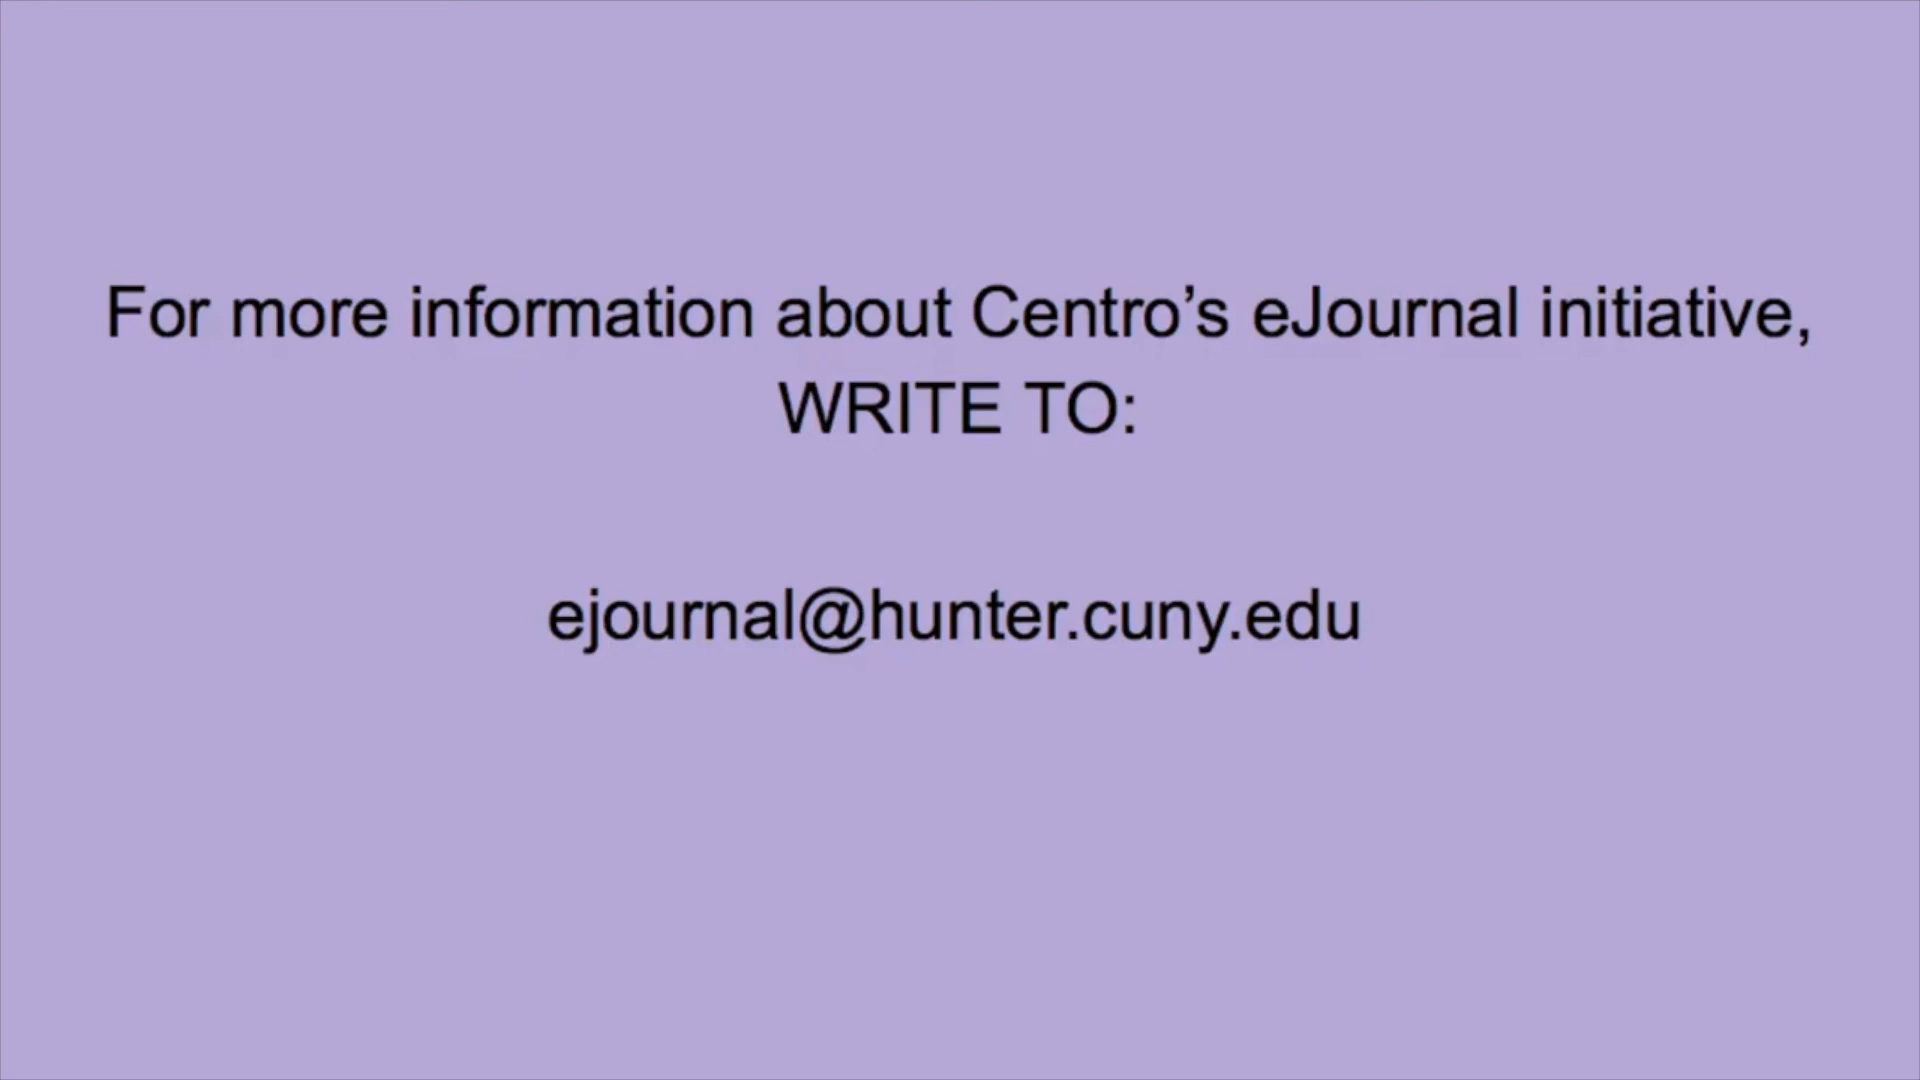 For more information about Centro’s eJournal initiative,
WRITE TO:
ejournal@hunter.cuny.edu